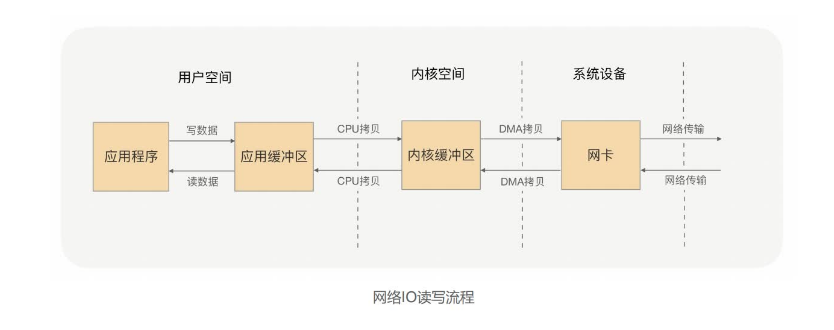 用户空间
内核空间
系统设备
写数据
CPU拷贝
DMA拷贝
网络传输
应用程序
应用缓冲区
内核缓冲区
网卡
读数据
CPU拷贝
DMA拷贝
网络传输
网络IO读写流程